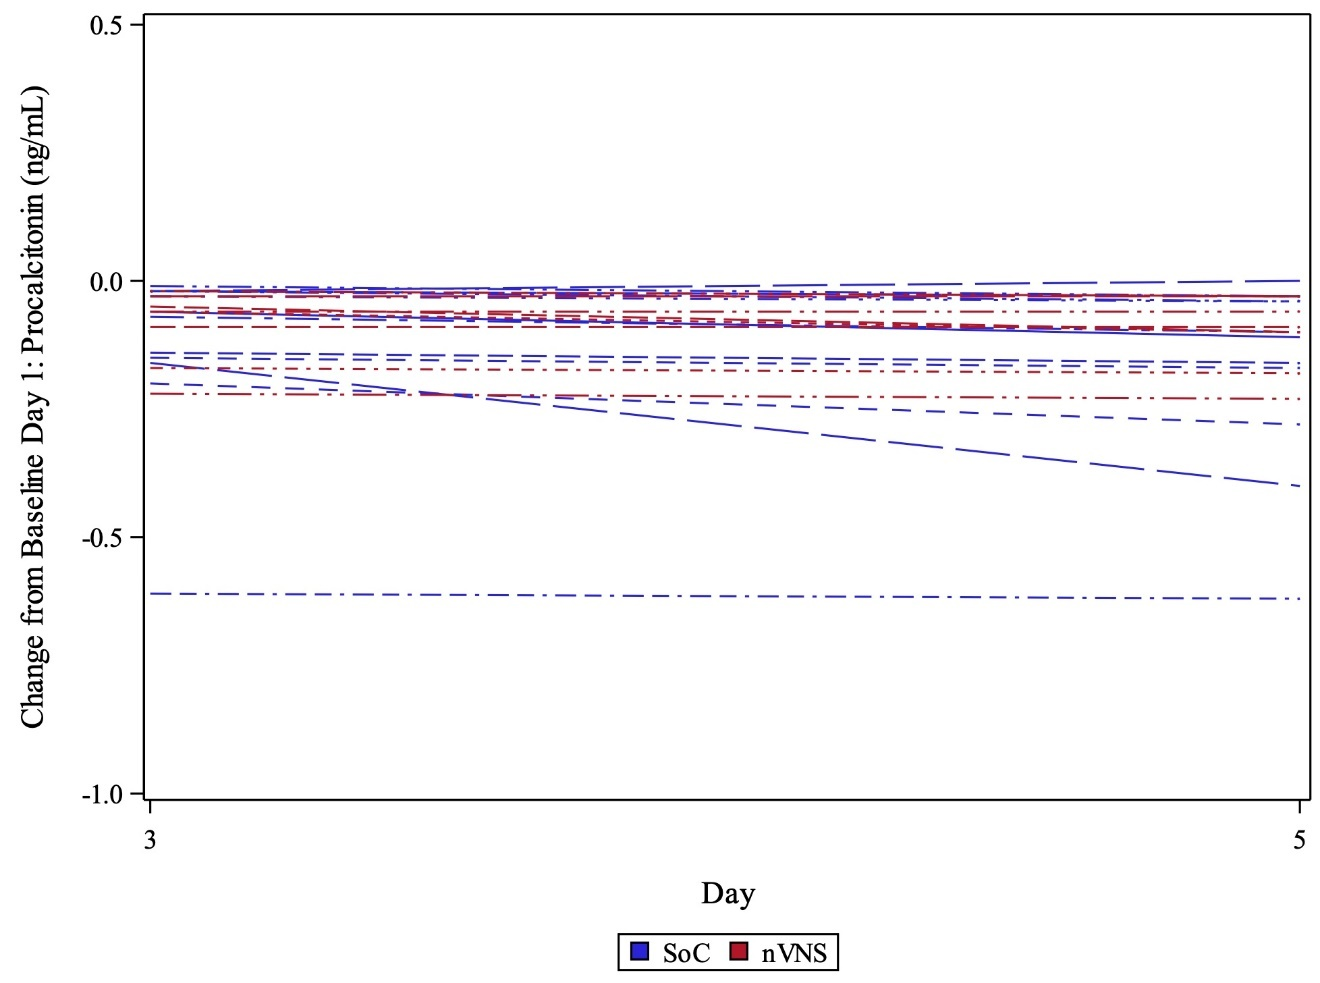 Change from Baseline Day 1: Procalcitonin (ng/mL)
0.5
0.0
-0.5
-1.0
3 5
Day
SoC nVNS